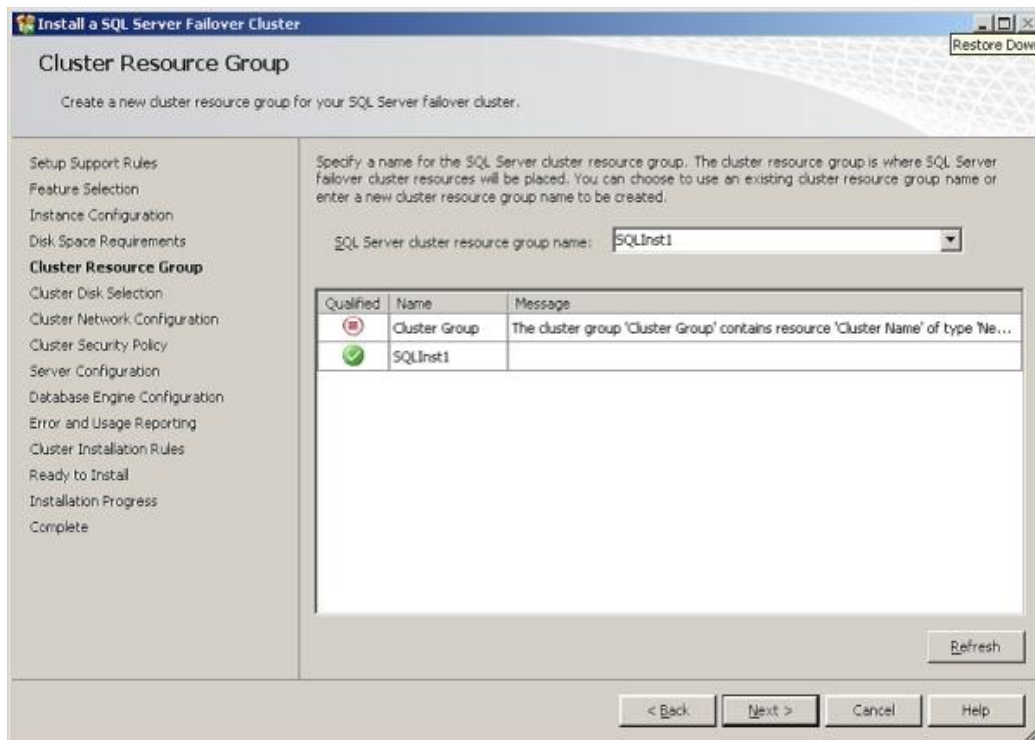 Install a SQL Server Failover Cluster
Restore Dow
Cluster Resource Group
Create a new cluster resource group for your SQL Server failover cluster.
Setup Support Rules
Feature Selection
Instance Configuration
Disk Space Requirements
Cluster Resource Group
Cluster Disk Selection
Cluster Network Configuration
Cluster Security Policy
Server Configuration
Database Engine Configuration
Error and Usage Reporting
Cluster Installation Rules
Ready to Install
Installation Progress
Complete
Specify a name for the SQL Server cluster resource group. The cluster resource group is where SQL Server
failover cluster resources will be placed. You can choose to use an existing cluster resource group name or
enter a new cluster resource group name to be created.
SQL Server cluster resource group name: SQLInst1
Qualified Name Message
Cluster Group The cluster group 'Cluster Group' contains resource 'Cluster Name' of type 'Ne...
SQLInst1
Refresh
< Back Next > Cancel Help